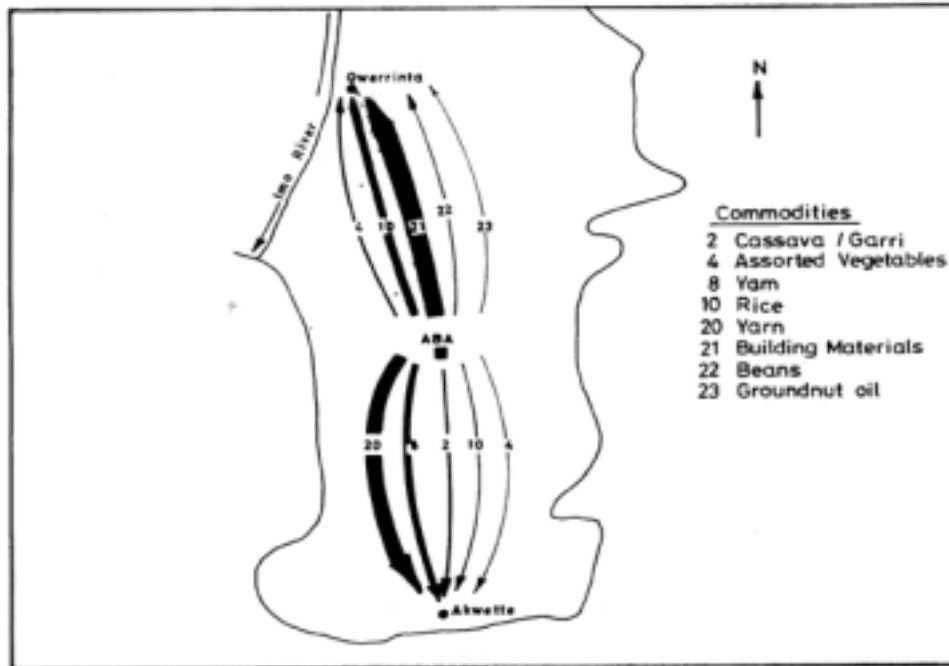 Owerrinta
N
Imo River
4 10 21 22 23
ABA
20 2 10 4
Akwette
Commodities
2 Cassava / Garri
4 Assorted Vegetables
8 Yam
10 Rice
20 Yarn
21 Building Materials
22 Beans
23 Groundnut oil